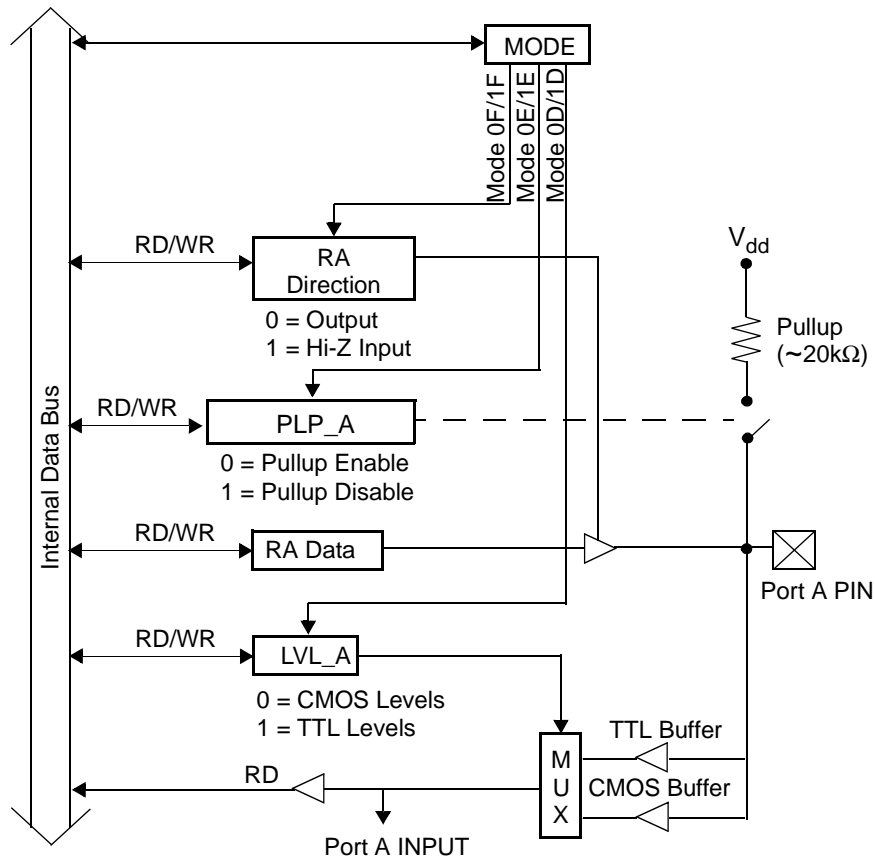 MODE
Mode 0F/1F
Mode 0E/1E
Mode 0D/1D
Internal Data Bus
RD/WR
RA
Direction
0 = Output
1 = Hi-Z Input
Vdd
Pullup
(~20kΩ)
RD/WR
PLP_A
0 = Pullup Enable
1 = Pullup Disable
RD/WR
RA Data
Port A PIN
RD/WR
LVL_A
0 = CMOS Levels
1 = TTL Levels
M
U
X
TTL Buffer
CMOS Buffer
RD
Port A INPUT